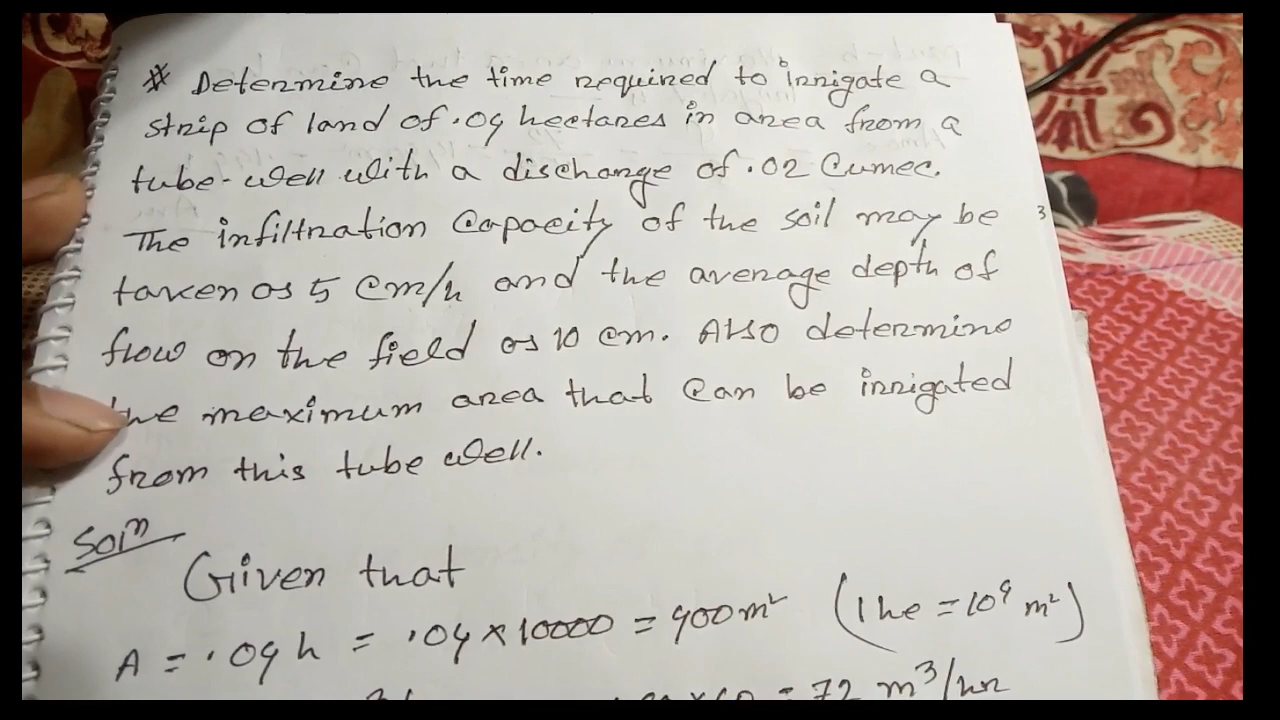 * Determine the time required to irrigate a
strip of land of .04 hectares in area from a
tube-well with a discharge of .02 Cumec.
The infiltration Capacity of the soil may be
taken as 5 cm/h and the average depth of
flow on the field as 10 cm. Also determine
the maximum area that can be irrigated
from this tube well.
Solⁿ
Given that
A = .04 h = .04 × 10000 = 400 m² (1 he = 10⁴ m²)
= 72 m³/hr